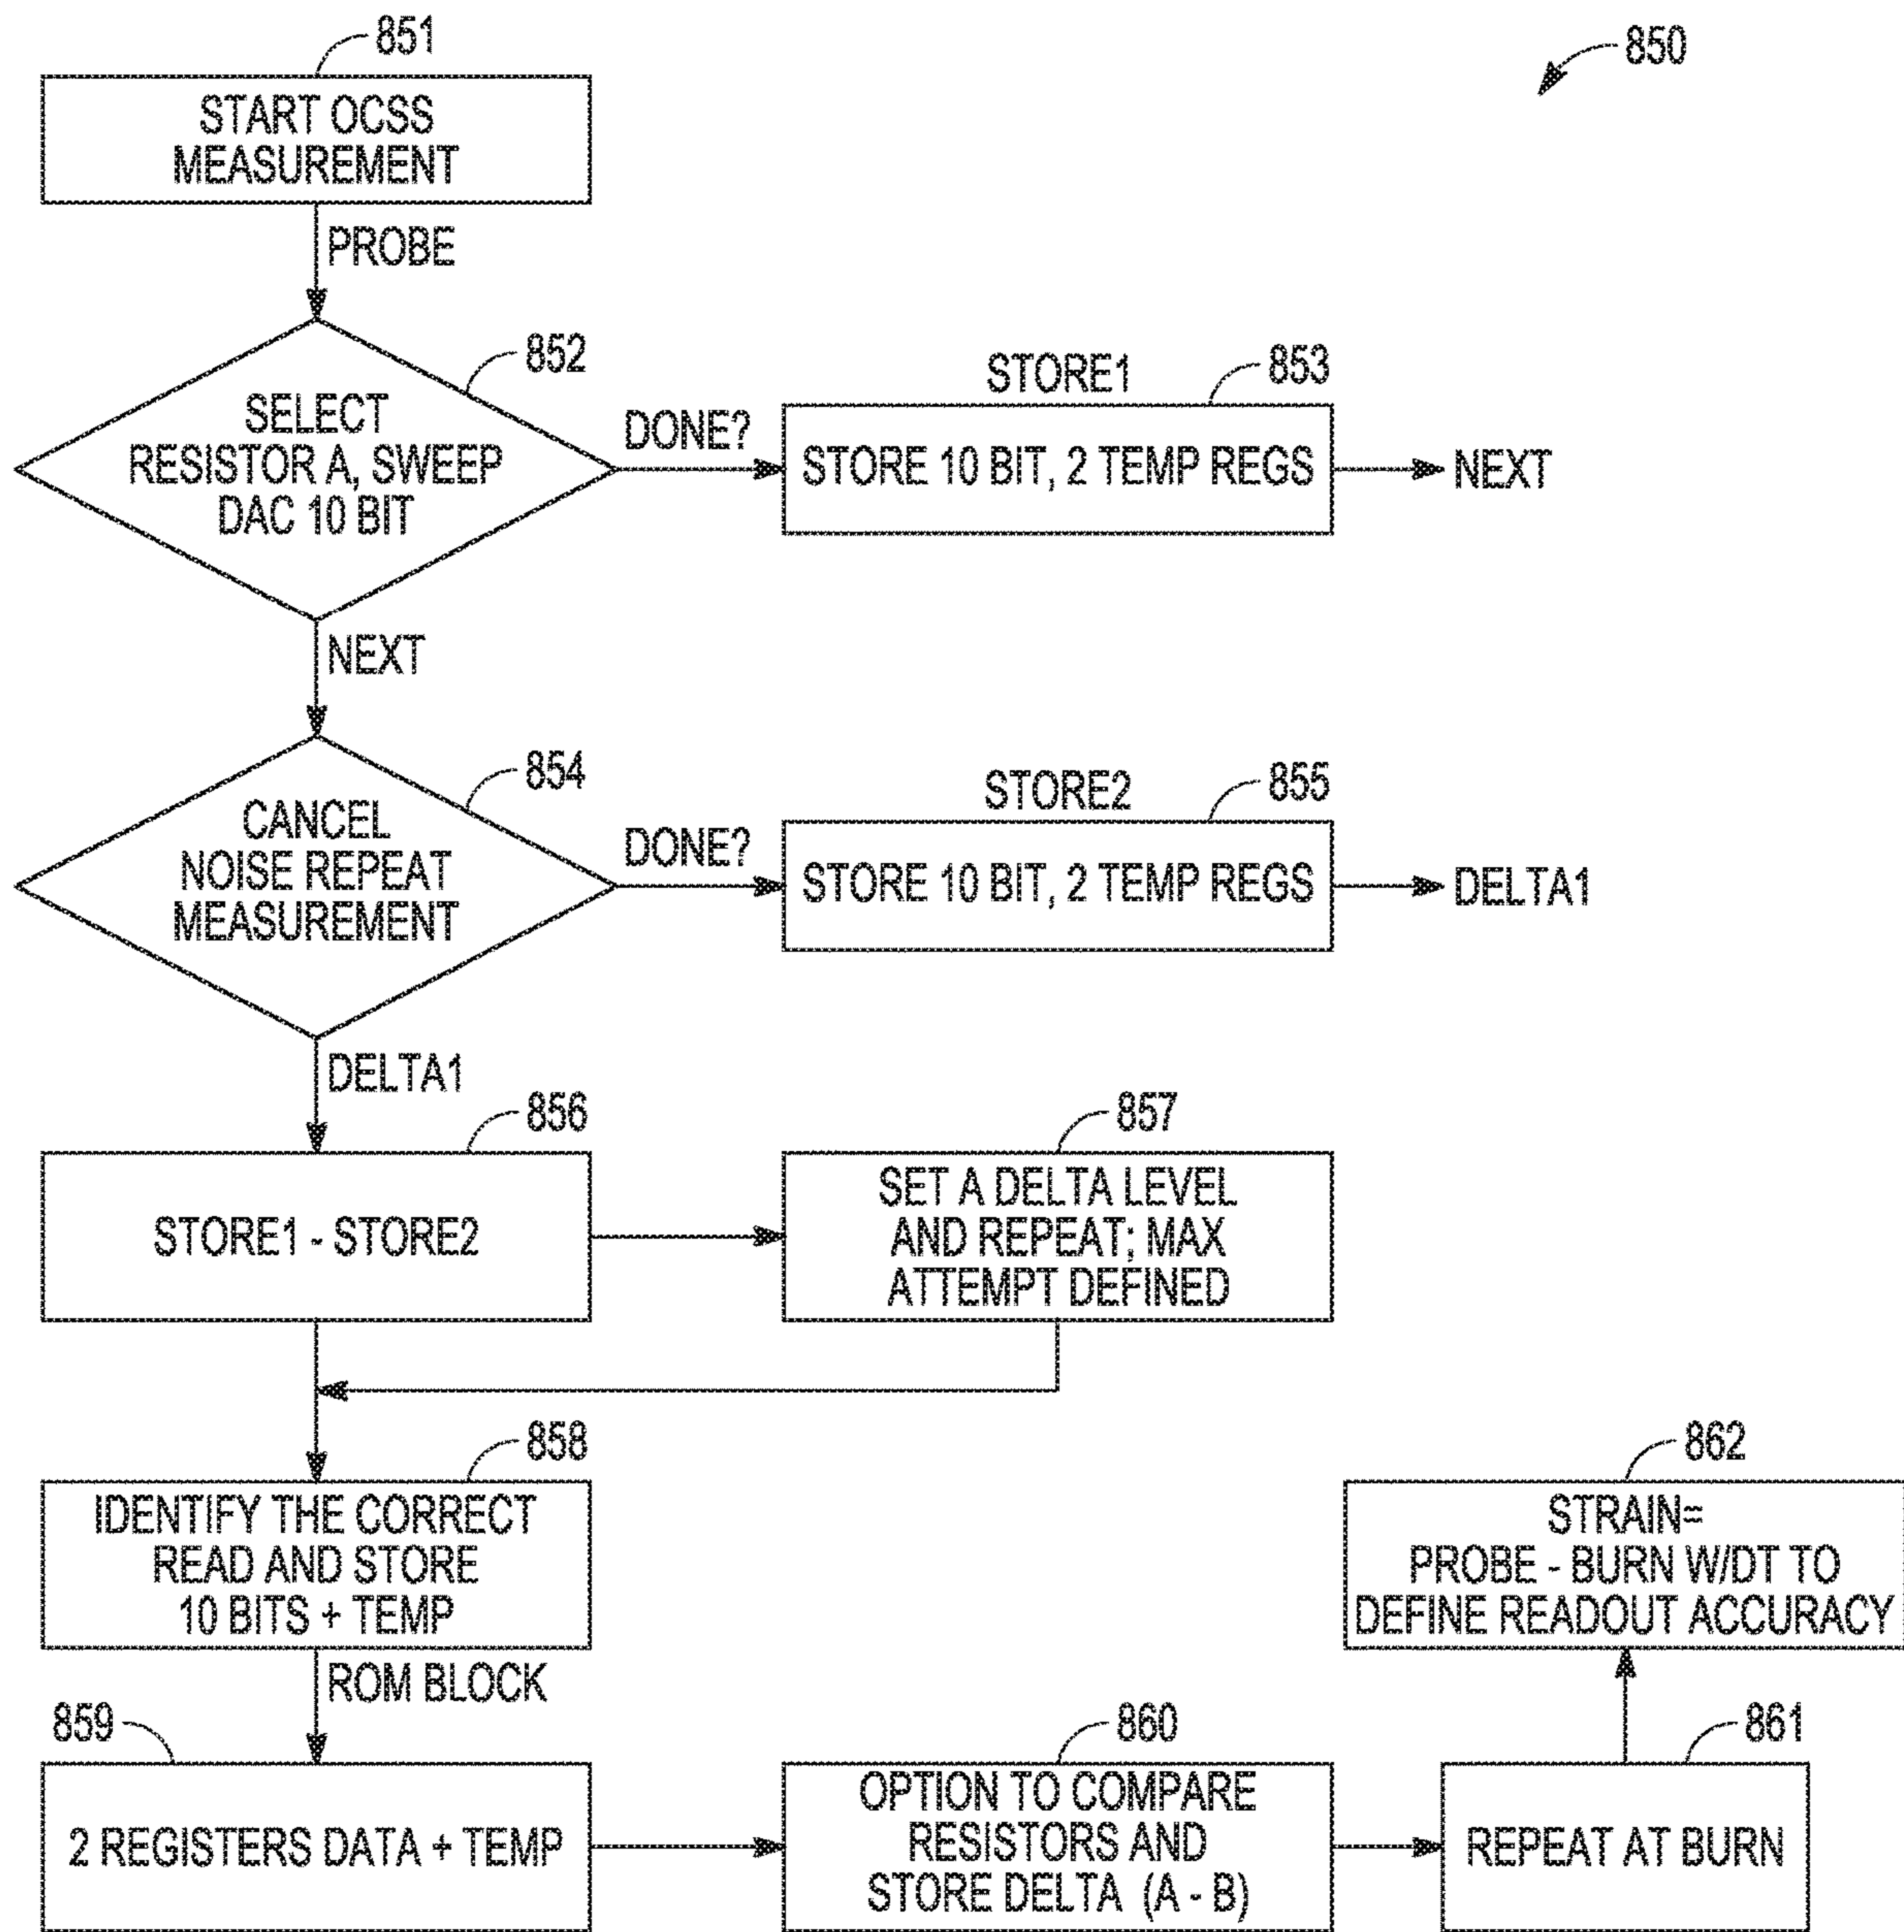 851
850
START OCSS
MEASUREMENT
PROBE
852
SELECT
RESISTOR A, SWEEP
DAC 10 BIT
DONE?
STORE1
853
STORE 10 BIT, 2 TEMP REGS
NEXT
NEXT
854
CANCEL
NOISE REPEAT
MEASUREMENT
DONE?
STORE2
855
STORE 10 BIT, 2 TEMP REGS
DELTA1
DELTA1
856
STORE1 - STORE2
857
SET A DELTA LEVEL
AND REPEAT; MAX
ATTEMPT DEFINED
858
IDENTIFY THE CORRECT
READ AND STORE
10 BITS + TEMP
862
STRAIN=
PROBE - BURN W/DT TO
DEFINE READOUT ACCURACY
ROM BLOCK
859
2 REGISTERS DATA + TEMP
860
OPTION TO COMPARE
RESISTORS AND
STORE DELTA (A - B)
861
REPEAT AT BURN